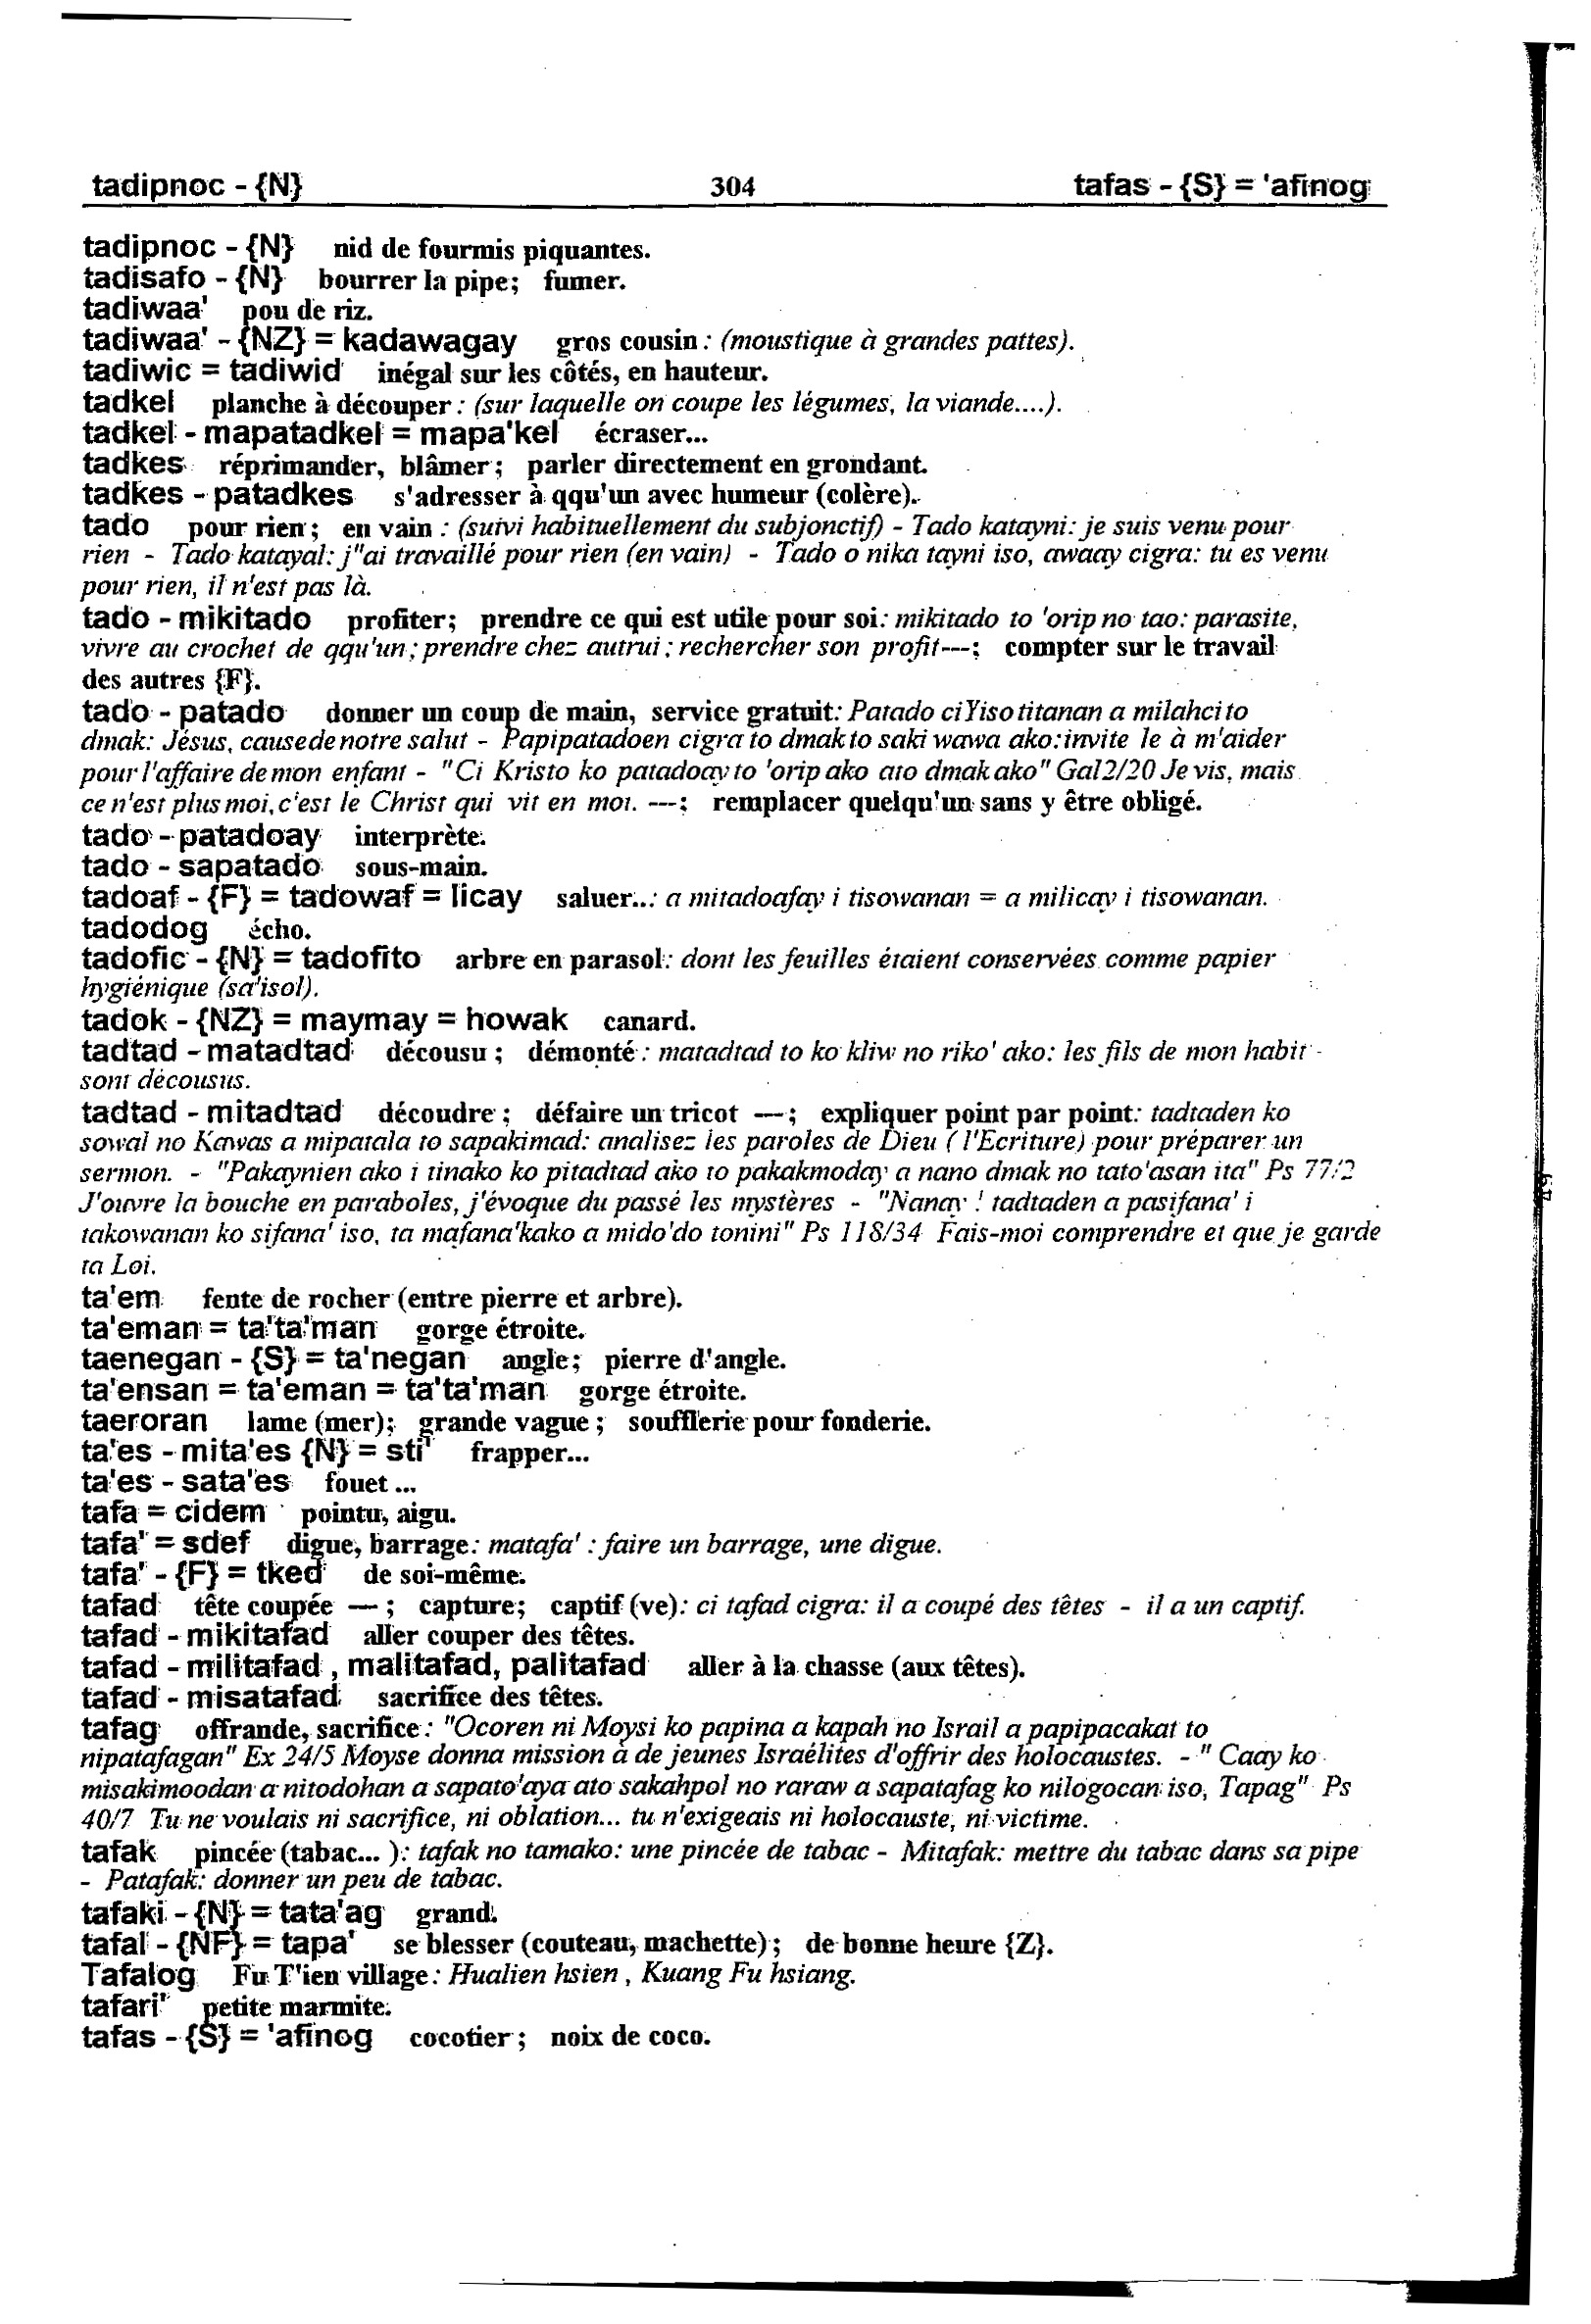 tadipnoc - {N} 304 tafas - {S} = 'afinog
tadipnoc - {N} nid de fourmis piquantes.
tadisafo - {N} bourrer la pipe; fumer.
tadiwaa' pou de riz.
tadiwaa' - {NZ} = kadawagay gros cousin : (moustique à grandes pattes).
tadiwic = tadiwid inégal sur les côtés, en hauteur.
tadkel planche à découper : (sur laquelle on coupe les légumes, la viande....).
tadkel - mapatadkel = mapa'kel écraser...
tadkes réprimander, blâmer ; parler directement en grondant.
tadkes - patadkes s'adresser à qqu'un avec humeur (colère).
tado pour rien ; en vain : (suivi habituellement du subjonctif) - Tado katayni: je suis venu pour
rien - Tado katayal: j"ai travaillé pour rien (en vain) - Tado o nika tayni iso, awaay cigra: tu es venu
pour rien, il n'est pas là.
tado - mikitado profiter; prendre ce qui est utile pour soi: mikitado to 'orip no tao: parasite,
vivre au crochet de qqu'un ; prendre chez autrui ; rechercher son profit---; compter sur le travail
des autres {F}.
tado - patado donner un coup de main, service gratuit: Patado ci Yiso titanan a milahci to
dmak: Jésus, cause de notre salut - Papipatadoen cigra to dmak to saki wawa ako: invite le à m'aider
pour l'affaire de mon enfant - "Ci Kristo ko patadoay to 'orip ako ato dmak ako" Gal 2/20 Je vis, mais
ce n'est plus moi, c'est le Christ qui vit en moi. ---; remplacer quelqu'un sans y être obligé.
tado - patadoay interprète.
tado - sapatado sous-main.
tadoaf - {F} = tadowaf = licay saluer..: a mitadoafay i tisowanan = a milicay i tisowanan.
tadodog écho.
tadofic - {N} = tadofito arbre en parasol : dont les feuilles étaient conservées comme papier
hygiénique (sa'isol).
tadok - {NZ} = maymay = howak canard.
tadtad - matadtad décousu ; démonté : matadtad to ko kliw no riko' ako: les fils de mon habit
sont décousus.
tadtad - mitadtad découdre ; défaire un tricot —; expliquer point par point: tadtaden ko
sowal no Kawas a mipatala to sapakimad: analisez les paroles de Dieu ( l'Ecriture) pour préparer un
sermon. - "Pakaynien ako i tinako ko pitadtad ako to pakakmoday a nano dmak no tato'asan ita" Ps 77/2
J'ouvre la bouche en paraboles, j'évoque du passé les mystères - "Nanay ! tadtaden a pasifana' i
takowanan ko sifana' iso, ta mafana'kako a mido'do tonini" Ps 118/34 Fais-moi comprendre et que je garde
ta Loi.
ta'em fente de rocher (entre pierre et arbre).
ta'eman = ta'ta'man gorge étroite.
taenegan - {S} = ta'negan angle; pierre d'angle.
ta'ensan = ta'eman = ta'ta'man gorge étroite.
taeroran lame (mer); grande vague ; soufflerie pour fonderie.
ta'es - mita'es {N} = sti' frapper...
ta'es - sata'es fouet ...
tafa = cidem pointu, aigu.
tafa' = sdef digue, barrage : matafa' : faire un barrage, une digue.
tafa' - {F} = tked de soi-même.
tafad tête coupée — ; capture; captif (ve): ci tafad cigra: il a coupé des têtes - il a un captif.
tafad - mikitafad aller couper des têtes.
tafad - militafad , malitafad, palitafad aller à la chasse (aux têtes).
tafad - misatafad sacrifice des têtes.
tafag offrande, sacrifice : "Ocoren ni Moysi ko papina a kapah no Israil a papipacakat to
nipatafagan" Ex 24/5 Moyse donna mission à de jeunes Israélites d'offrir des holocaustes. - " Caay ko
misakimoodan a nitodohan a sapato'aya ato sakahpol no raraw a sapatafag ko nilogocan iso, Tapag" Ps
40/7 Tu ne voulais ni sacrifice, ni oblation... tu n'exigeais ni holocauste, ni victime.
tafak pincée (tabac... ): tafak no tamako: une pincée de tabac - Mitafak: mettre du tabac dans sa pipe
- Patafak: donner un peu de tabac.
tafaki - {N} = tata'ag grand.
tafal - {NF} = tapa' se blesser (couteau, machette) ; de bonne heure {Z}.
Tafalog Fu T'ien village : Hualien hsien , Kuang Fu hsiang.
tafari' petite marmite.
tafas - {S} = 'afinog cocotier ; noix de coco.